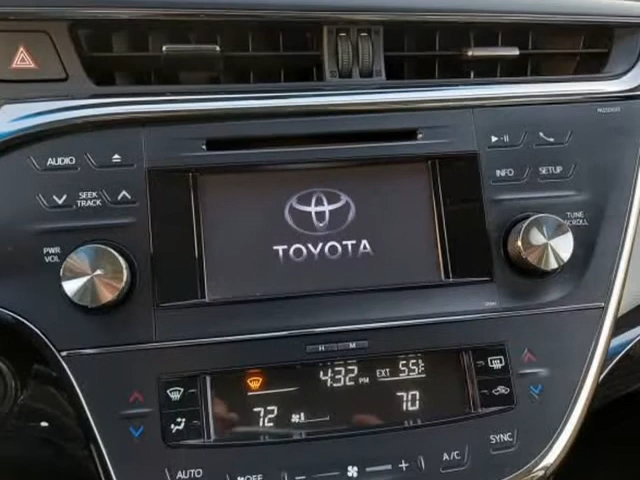 AUDIO
SEEK
TRACK
PWR
VOL
TOYOTA
INFO
SETUP
TUNE
SCROLL
H M
4:32 PM EXT 55°F
72
70
A/C
SYNC
AUTO
OFF